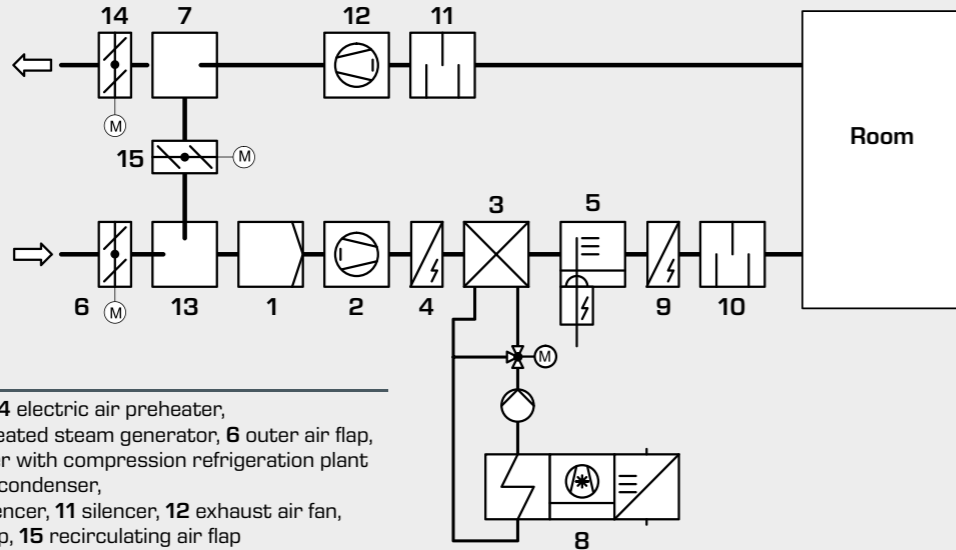 14 7 12 11
M
Room
15 M
3 5
6 M 13 1 2 4 9 10
M
4 electric air preheater,
eated steam generator, 6 outer air flap,
er with compression refrigeration plant
condenser,
encer, 11 silencer, 12 exhaust air fan,
p, 15 recirculating air flap
8